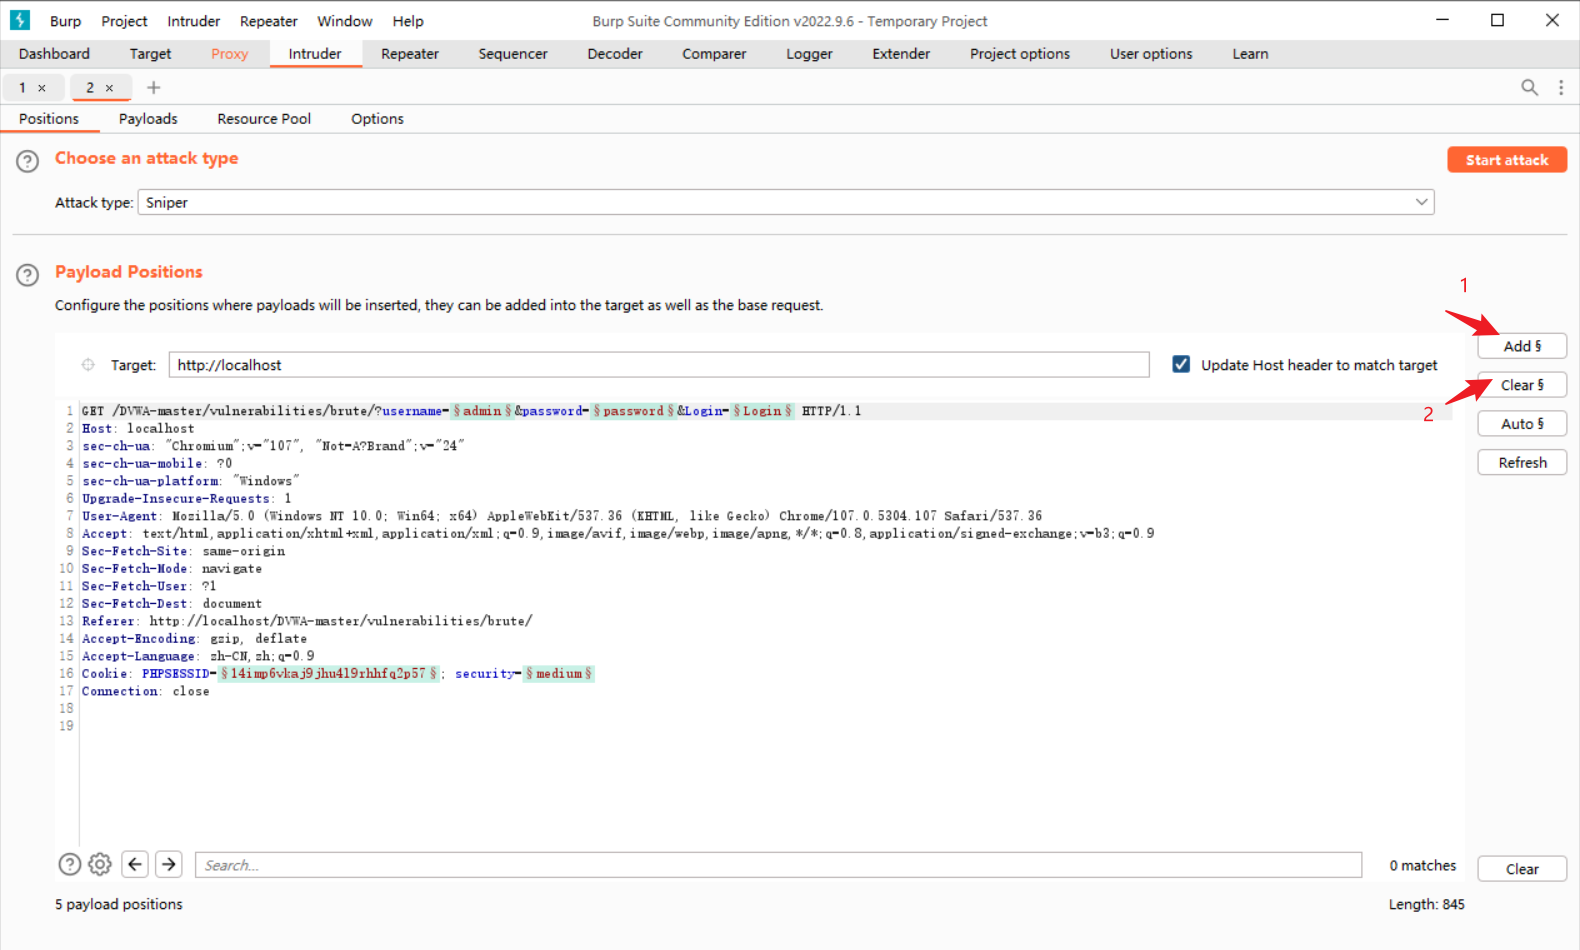 Burp Project Intruder Repeater Window Help Burp Suite Community Edition v2022.9.6 - Temporary Project
Dashboard Target Proxy Intruder Repeater Sequencer Decoder Comparer Logger Extender Project options User options Learn
1 × 2 × +
Positions Payloads Resource Pool Options
? Choose an attack type Start attack
Attack type: Sniper
? Payload Positions
1
Configure the positions where payloads will be inserted, they can be added into the target as well as the base request.
Add §
Target: http://localhost Update Host header to match target
Clear §
2
Auto §
Refresh
1 GET /DVWA-master/vulnerabilities/brute/?username=§admin§&password=§password§&Login=§Login§ HTTP/1.1
2 Host: localhost
3 sec-ch-ua: "Chromium";v="107", "Not=A?Brand";v="24"
4 sec-ch-ua-mobile: ?0
5 sec-ch-ua-platform: "Windows"
6 Upgrade-Insecure-Requests: 1
7 User-Agent: Mozilla/5.0 (Windows NT 10.0; Win64; x64) AppleWebKit/537.36 (KHTML, like Gecko) Chrome/107.0.5304.107 Safari/537.36
8 Accept: text/html,application/xhtml+xml,application/xml;q=0.9,image/avif,image/webp,image/apng,*/*;q=0.8,application/signed-exchange;v=b3;q=0.9
9 Sec-Fetch-Site: same-origin
10 Sec-Fetch-Mode: navigate
11 Sec-Fetch-User: ?1
12 Sec-Fetch-Dest: document
13 Referer: http://localhost/DVWA-master/vulnerabilities/brute/
14 Accept-Encoding: gzip, deflate
15 Accept-Language: zh-CN,zh;q=0.9
16 Cookie: PHPSESSID=§14imp6vkaj9jhu4l9rhhfq2p57§; security=§medium§
17 Connection: close
18
19
? Search... 0 matches Clear
5 payload positions Length: 845